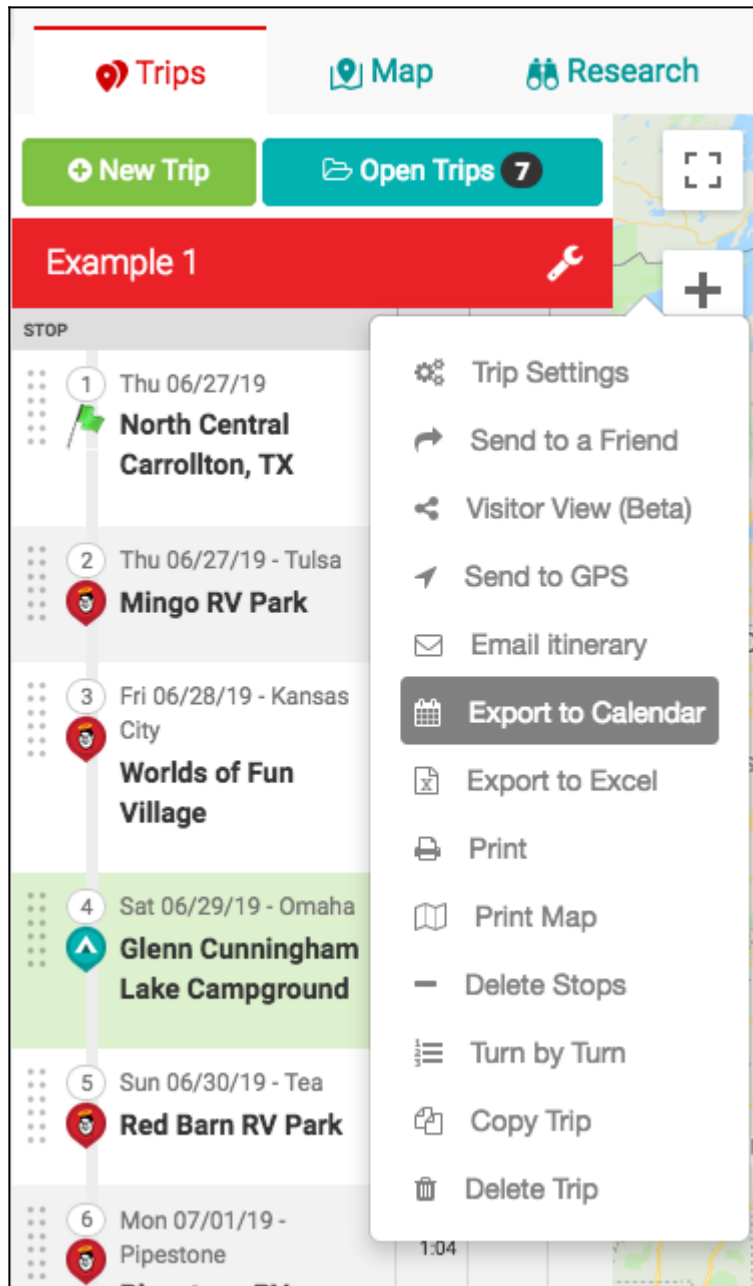 Trips
Map
Research
New Trip
Open Trips 7
Example 1
STOP
1 Thu 06/27/19
North Central
Carrollton, TX
2 Thu 06/27/19 - Tulsa
Mingo RV Park
3 Fri 06/28/19 - Kansas
City
Worlds of Fun
Village
4 Sat 06/29/19 - Omaha
Glenn Cunningham
Lake Campground
5 Sun 06/30/19 - Tea
Red Barn RV Park
6 Mon 07/01/19 -
Pipestone
Trip Settings
Send to a Friend
Visitor View (Beta)
Send to GPS
Email itinerary
Export to Calendar
Export to Excel
Print
Print Map
Delete Stops
Turn by Turn
Copy Trip
Delete Trip
1:04